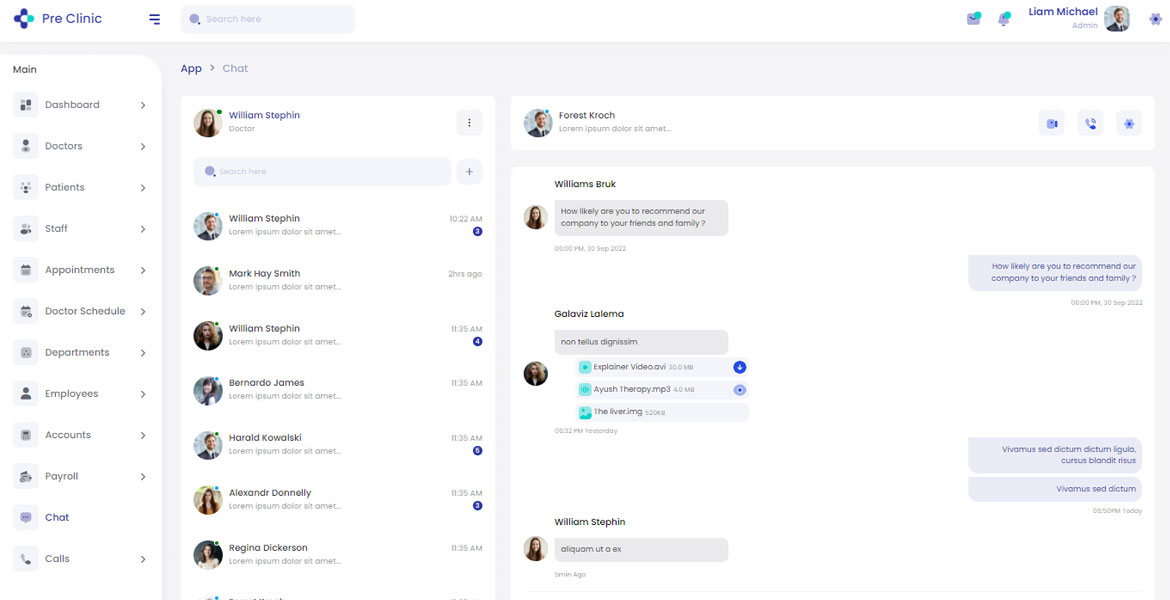 Pre Clinic
Search here
Liam Michael
Admin
Main
Dashboard
Doctors
Patients
Staff
Appointments
Doctor Schedule
Departments
Employees
Accounts
Payroll
Chat
Calls
App > Chat
William Stephin
Doctor
Search here
William Stephin 10:22 AM
Lorem ipsum dolor sit amet... 3
Mark Hay Smith 2hrs ago
Lorem ipsum dolor sit amet...
William Stephin 11:35 AM
Lorem ipsum dolor sit amet... 4
Bernardo James 11:35 AM
Lorem ipsum dolor sit amet...
Harald Kowalski 11:35 AM
Lorem ipsum dolor sit amet... 5
Alexandr Donnelly 11:35 AM
Lorem ipsum dolor sit amet... 3
Regina Dickerson 11:35 AM
Lorem ipsum dolor sit amet...
Forest Kroch
Lorem ipsum dolor sit amet...
Williams Bruk
How likely are you to recommend our
company to your friends and family ?
06:00 PM, 30 Sep 2022
How likely are you to recommend our
company to your friends and family ?
06:00 PM, 30 Sep 2022
Galaviz Lalema
non tellus dignissim
Explainer Video.avi 30,0 MB
Ayush Therapy.mp3 4.0 MB
The liver.img 520KB
06:32 PM Yesterday
Vivamus sed dictum dictum ligula,
cursus blandit risus
Vivamus sed dictum
06:50PM Today
William Stephin
aliquam ut a ex
5min Ago